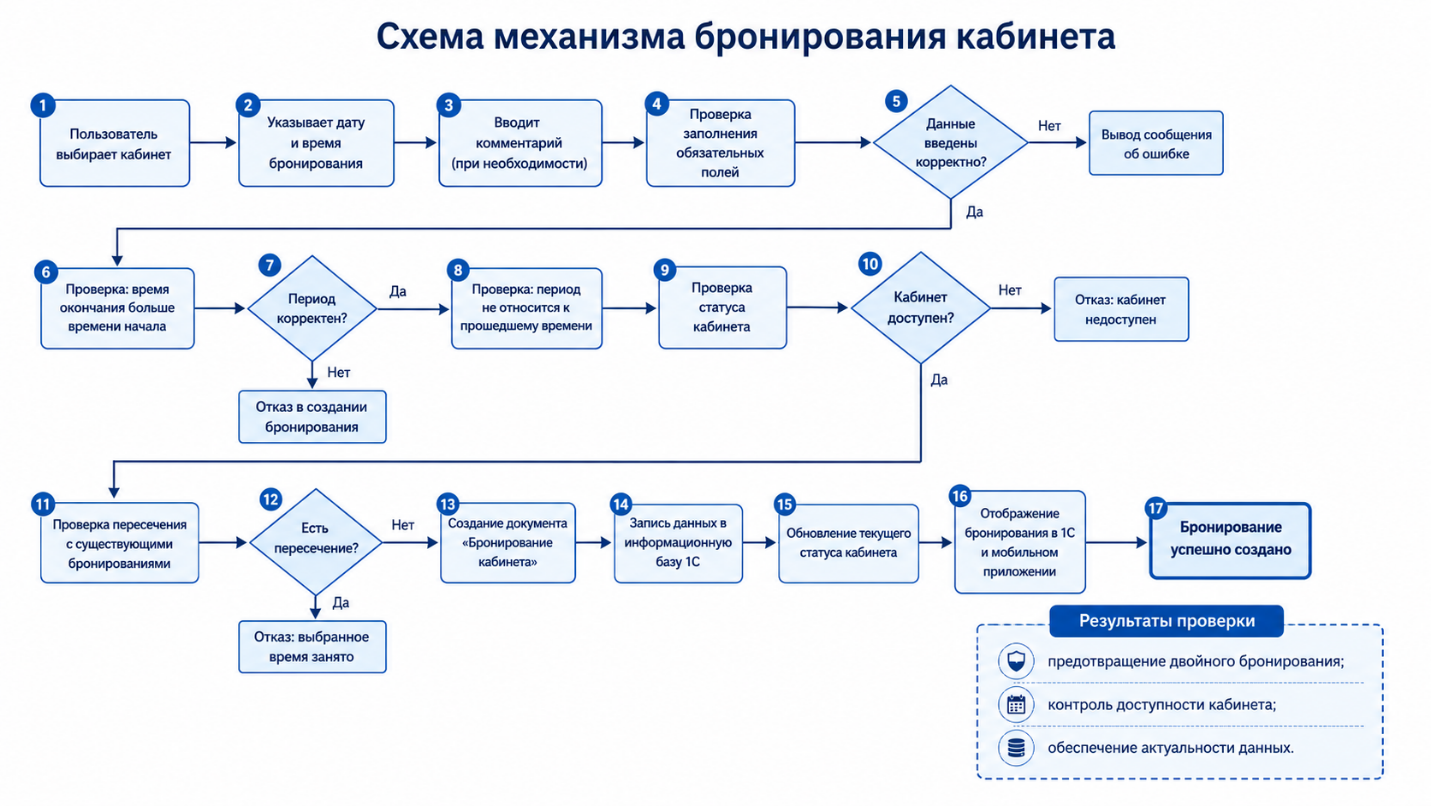 Схема механизма бронирования кабинета
1
Пользователь
выбирает кабинет
2
Указывает дату
и время
бронирования
3
Вводит
комментарий
(при необходимости)
4
Проверка
заполнения
обязательных
полей
5
Данные
введены
корректно?
Нет
Вывод сообщения
об ошибке
Да
6
Проверка: время
окончания больше
времени начала
7
Период
корректен?
Да
Нет
Отказ в создании
бронирования
8
Проверка: период
не относится к
прошедшему времени
9
Проверка
статуса
кабинета
10
Кабинет
доступен?
Нет
Отказ: кабинет
недоступен
Да
11
Проверка пересечения
с существующими
бронированиями
12
Есть
пересечение?
Нет
Да
Отказ: выбранное
время занято
13
Создание документа
«Бронирование
кабинета»
14
Запись данных в
информационную
базу 1С
15
Обновление текущего
статуса кабинета
16
Отображение
бронирования в 1С
и мобильном
приложении
17
Бронирование
успешно создано
Результаты проверки
предотвращение двойного бронирования;
контроль доступности кабинета;
обеспечение актуальности данных.